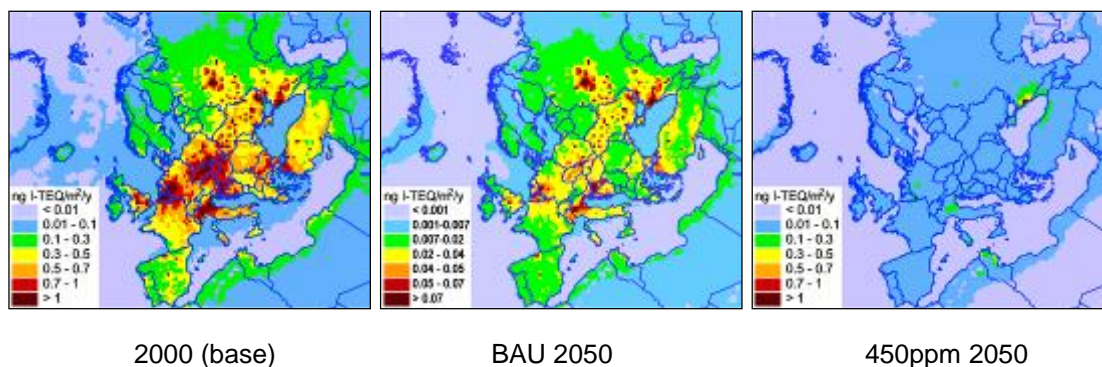 ng I-TEQ/m²/y
< 0.01
0.01 - 0.1
0.1 - 0.3
0.3 - 0.5
0.5 - 0.7
0.7 - 1
> 1
ng I-TEQ/m²/y
< 0.001
0.001-0.007
0.007-0.02
0.02 - 0.04
0.04 - 0.05
0.05 - 0.07
> 0.07
ng I-TEQ/m²/y
< 0.01
0.01 - 0.1
0.1 - 0.3
0.3 - 0.5
0.5 - 0.7
0.7 - 1
> 1
2000 (base) BAU 2050 450ppm 2050